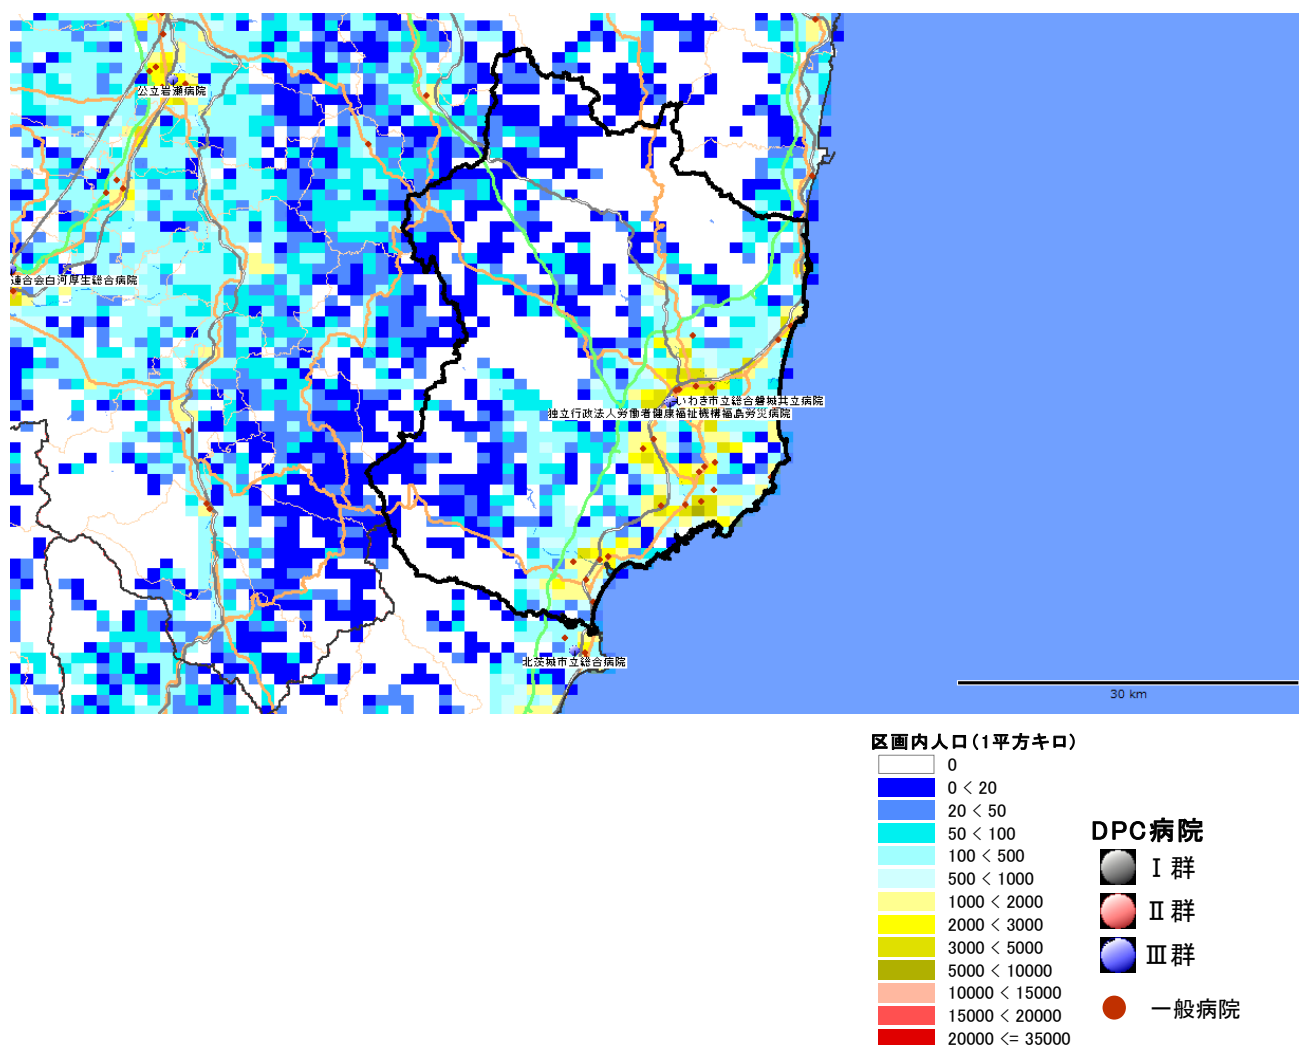 公立岩瀬病院
連合会白河厚生総合病院
いわき市立総合磐城共立病院
独立行政法人労働者健康福祉機構福島労災病院
北茨城市立総合病院
30 km
区画内人口(1平方キロ)
0
0 < 20
20 < 50
50 < 100
100 < 500
500 < 1000
1000 < 2000
2000 < 3000
3000 < 5000
5000 < 10000
10000 < 15000
15000 < 20000
20000 <= 35000
DPC病院
Ⅰ群
Ⅱ群
Ⅲ群
一般病院